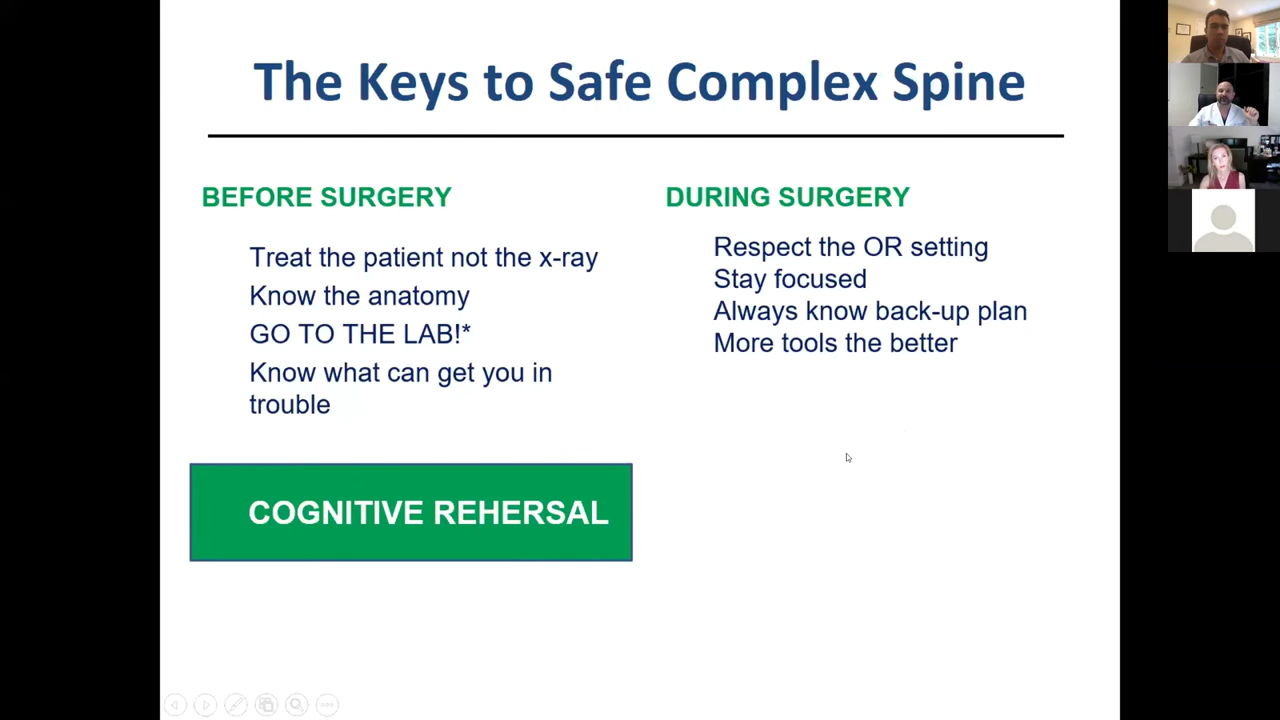 The Keys to Safe Complex Spine
BEFORE SURGERY
Treat the patient not the x-ray
Know the anatomy
GO TO THE LAB!*
Know what can get you in
trouble
COGNITIVE REHERSAL
DURING SURGERY
Respect the OR setting
Stay focused
Always know back-up plan
More tools the better